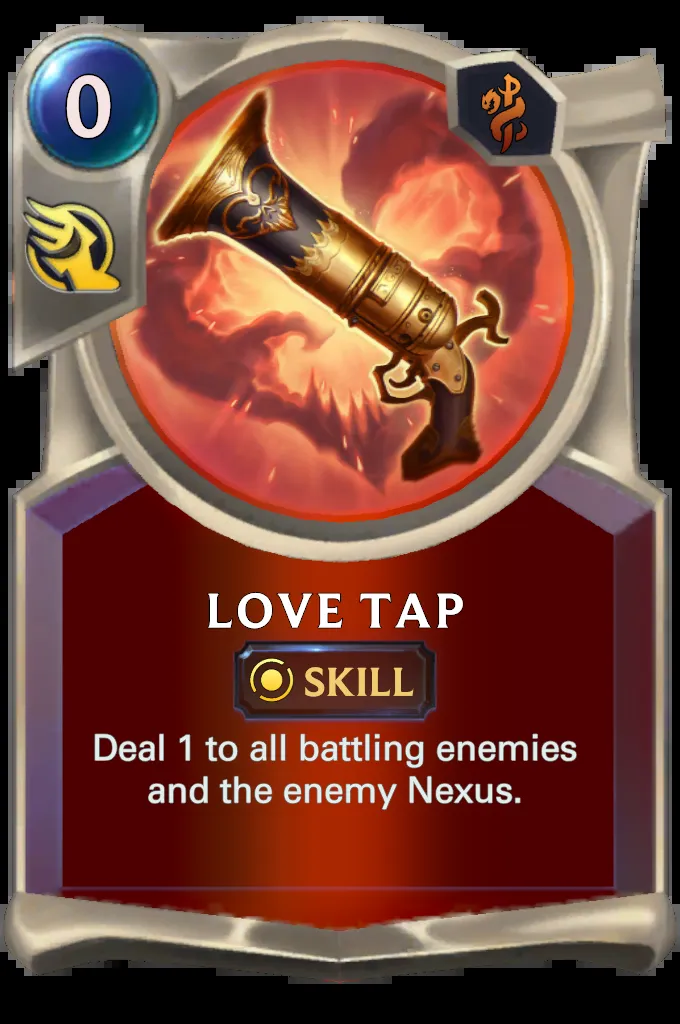 0
LOVE TAP
SKILL
Deal 1 to all battling enemies
and the enemy Nexus.